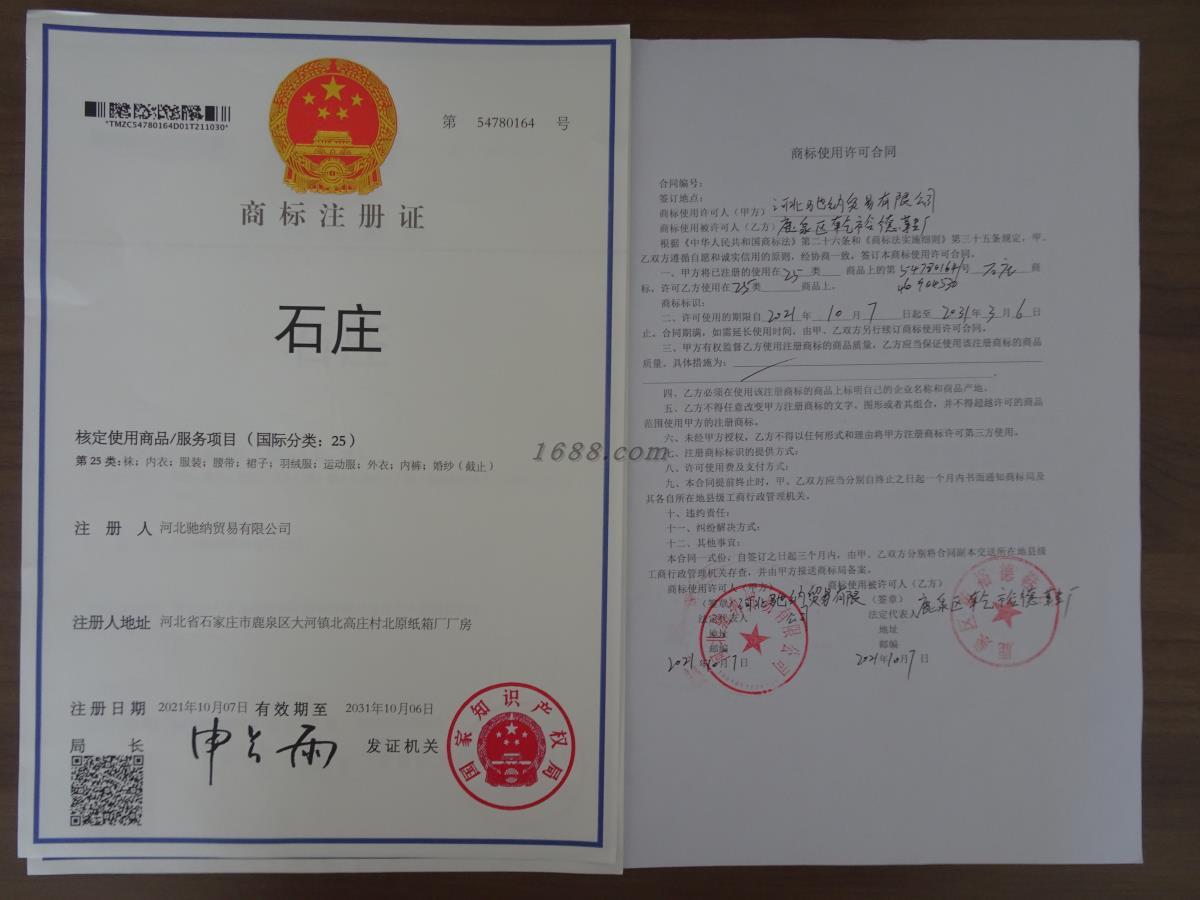 *TMZC54780164D01T211030*
第 54780164 号
商标注册证
石庄
核定使用商品/服务项目（国际分类：25）
第25类：袜；内衣；服装；腰带；裙子；羽绒服；运动服；外衣；内裤；婚纱（截止）
注册人 河北驰纳贸易有限公司
注册人地址 河北省石家庄市鹿泉区大河镇北高庄村北原纸箱厂厂房
注册日期 2021年10月07日 有效期至 2031年10月06日
局长 发证机关
国家知识产权局
1688.com
商标使用许可合同
合同编号：
签订地点：
商标使用许可人（甲方）河北驰纳贸易有限公司
商标使用被许可人（乙方）鹿泉区乾裕德鞋厂
根据《中华人民共和国商标法》第二十六条和《商标法实施细则》第三十五条规定，甲、
乙双方遵循自愿和诚实信用的原则，经协商一致，签订本商标使用许可合同。
一、甲方将已注册的使用在 25 类 商品上的第 54780164 号 石庄 商
标，许可乙方使用在 25类 商品上。
商标标识：
二、许可使用的期限自 2021 年 10 月 7 日起至 2031 年 3 月 6 日
止。合同期满，如需延长使用时间，由甲、乙双方另行续订商标使用许可合同。
三、甲方有权监督乙方使用注册商标的商品质量，乙方应当保证使用该注册商标的商品
质量。具体措施为：
四、乙方必须在使用该注册商标的商品上标明自己的企业名称和商品产地。
五、乙方不得任意改变甲方注册商标的文字、图形或者其组合，并不得超越许可的商品
范围使用甲方的注册商标。
六、未经甲方授权，乙方不得以任何形式和理由将甲方注册商标许可第三方使用。
七、注册商标标识的提供方式：
八、许可使用费及支付方式：
九、本合同提前终止时，甲、乙双方应当分别自终止之日起一个月内书面通知商标局及
其各自所在地县级工商行政管理机关。
十、违约责任：
十一、纠纷解决方式：
十二、其他事宜：
本合同一式份，自签订之日起三个月内，由甲、乙双方分别将合同副本交送所在地县级
工商行政管理机关存查，并由甲方报送商标局备案。
商标使用许可人（甲方） 商标使用被许可人（乙方）
（签章）河北驰纳贸易有限公司 （签章）鹿泉区乾裕德鞋厂
法定代表人 法定代表人
地址 地址
邮编 邮编
2021年10月7日 2021年10月7日